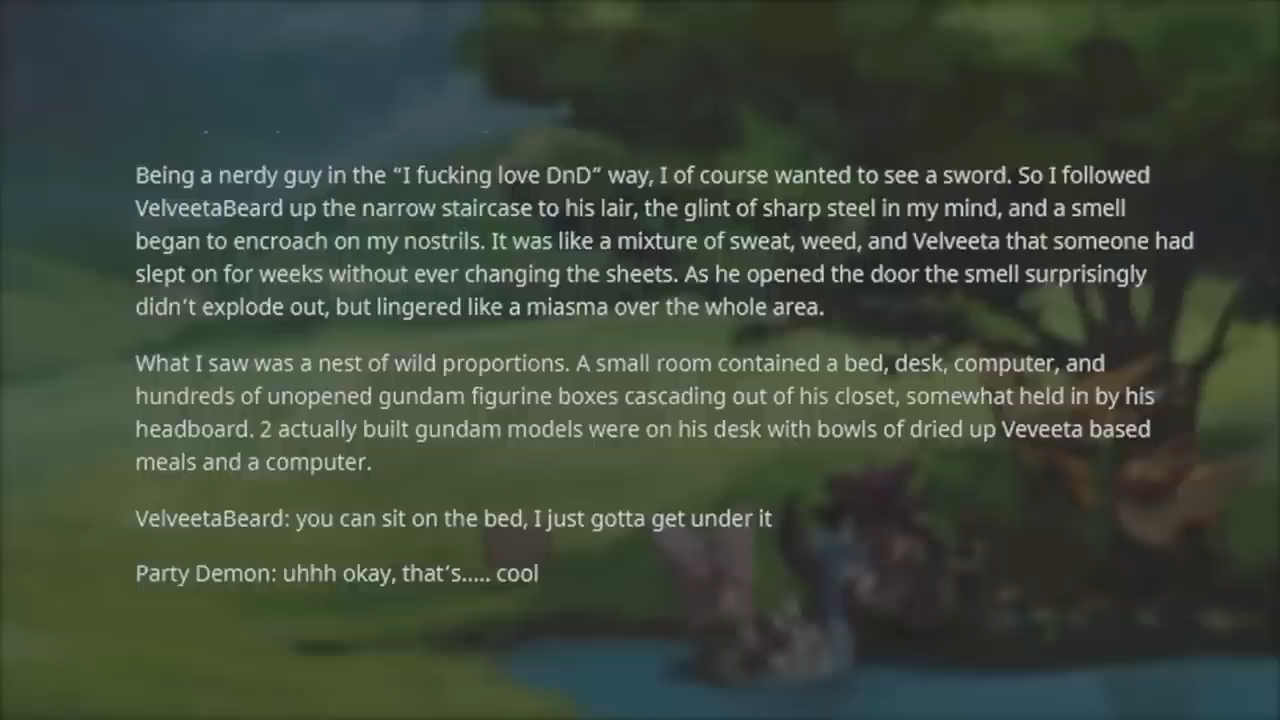 Being a nerdy guy in the “I fucking love DnD” way, I of course wanted to see a sword. So I followed
VelveetaBeard up the narrow staircase to his lair, the glint of sharp steel in my mind, and a smell
began to encroach on my nostrils. It was like a mixture of sweat, weed, and Velveeta that someone had
slept on for weeks without ever changing the sheets. As he opened the door the smell surprisingly
didn’t explode out, but lingered like a miasma over the whole area.
What I saw was a nest of wild proportions. A small room contained a bed, desk, computer, and
hundreds of unopened gundam figurine boxes cascading out of his closet, somewhat held in by his
headboard. 2 actually built gundam models were on his desk with bowls of dried up Veveeta based
meals and a computer.
VelveetaBeard: you can sit on the bed, I just gotta get under it
Party Demon: uhhh okay, that’s..... cool